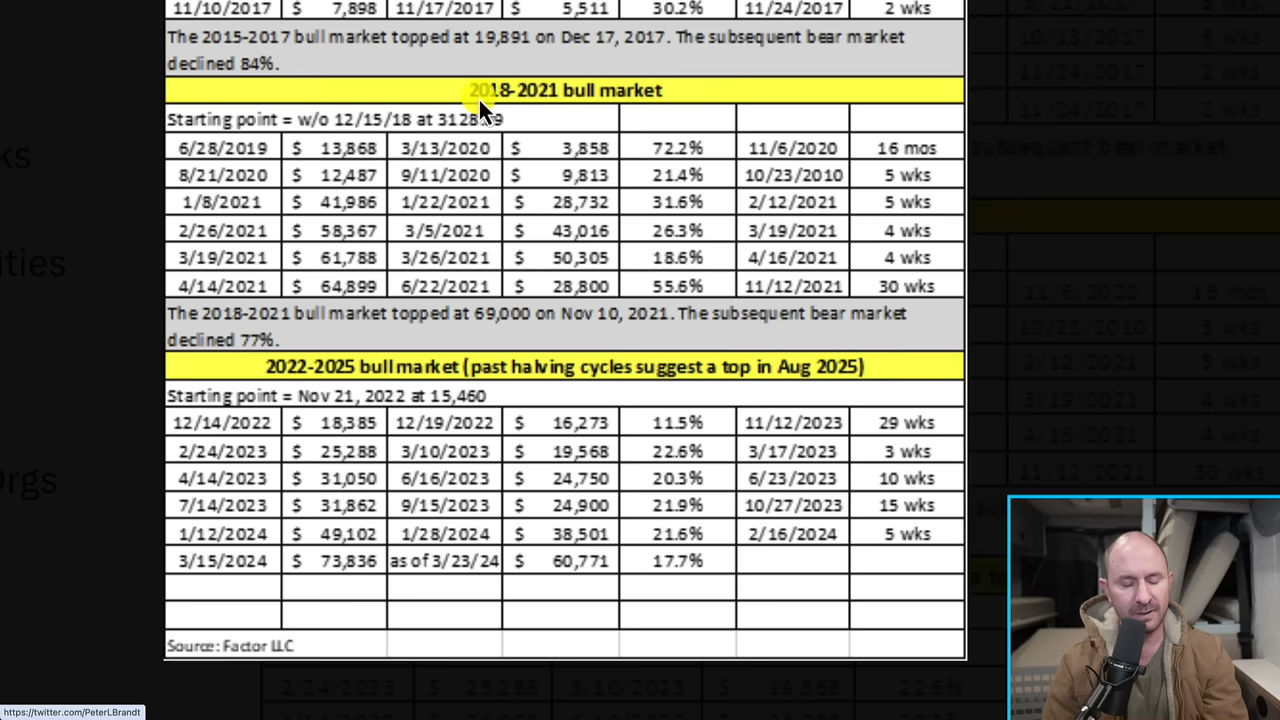 11/10/2017 $ 7,898 11/17/2017 $ 5,511 30.2% 11/24/2017 2 wks
The 2015-2017 bull market topped at 19,891 on Dec 17, 2017. The subsequent bear market
declined 84%.
2018-2021 bull market
Starting point = w/o 12/15/18 at
6/28/2019 $ 13,868 3/13/2020 $ 3,858 72.2% 11/6/2020 16 mos
8/21/2020 $ 12,487 9/11/2020 $ 9,813 21.4% 10/23/2010 5 wks
1/8/2021 $ 41,986 1/22/2021 $ 28,732 31.6% 2/12/2021 5 wks
2/26/2021 $ 58,367 3/5/2021 $ 43,016 26.3% 3/19/2021 4 wks
3/19/2021 $ 61,788 3/26/2021 $ 50,305 18.6% 4/16/2021 4 wks
4/14/2021 $ 64,899 6/22/2021 $ 28,800 55.6% 11/12/2021 30 wks
The 2018-2021 bull market topped at 69,000 on Nov 10, 2021. The subsequent bear market
declined 77%.
2022-2025 bull market (past halving cycles suggest a top in Aug 2025)
Starting point = Nov 21, 2022 at 15,460
12/14/2022 $ 18,385 12/19/2022 $ 16,273 11.5% 11/12/2023 29 wks
2/24/2023 $ 25,288 3/10/2023 $ 19,568 22.6% 3/17/2023 3 wks
4/14/2023 $ 31,050 6/16/2023 $ 24,750 20.3% 6/23/2023 10 wks
7/14/2023 $ 31,862 9/15/2023 $ 24,900 21.9% 10/27/2023 15 wks
1/12/2024 $ 49,102 1/28/2024 $ 38,501 21.6% 2/16/2024 5 wks
3/15/2024 $ 73,836 as of 3/23/24 $ 60,771 17.7%
Source: Factor LLC
https://twitter.com/PeterLBrandt